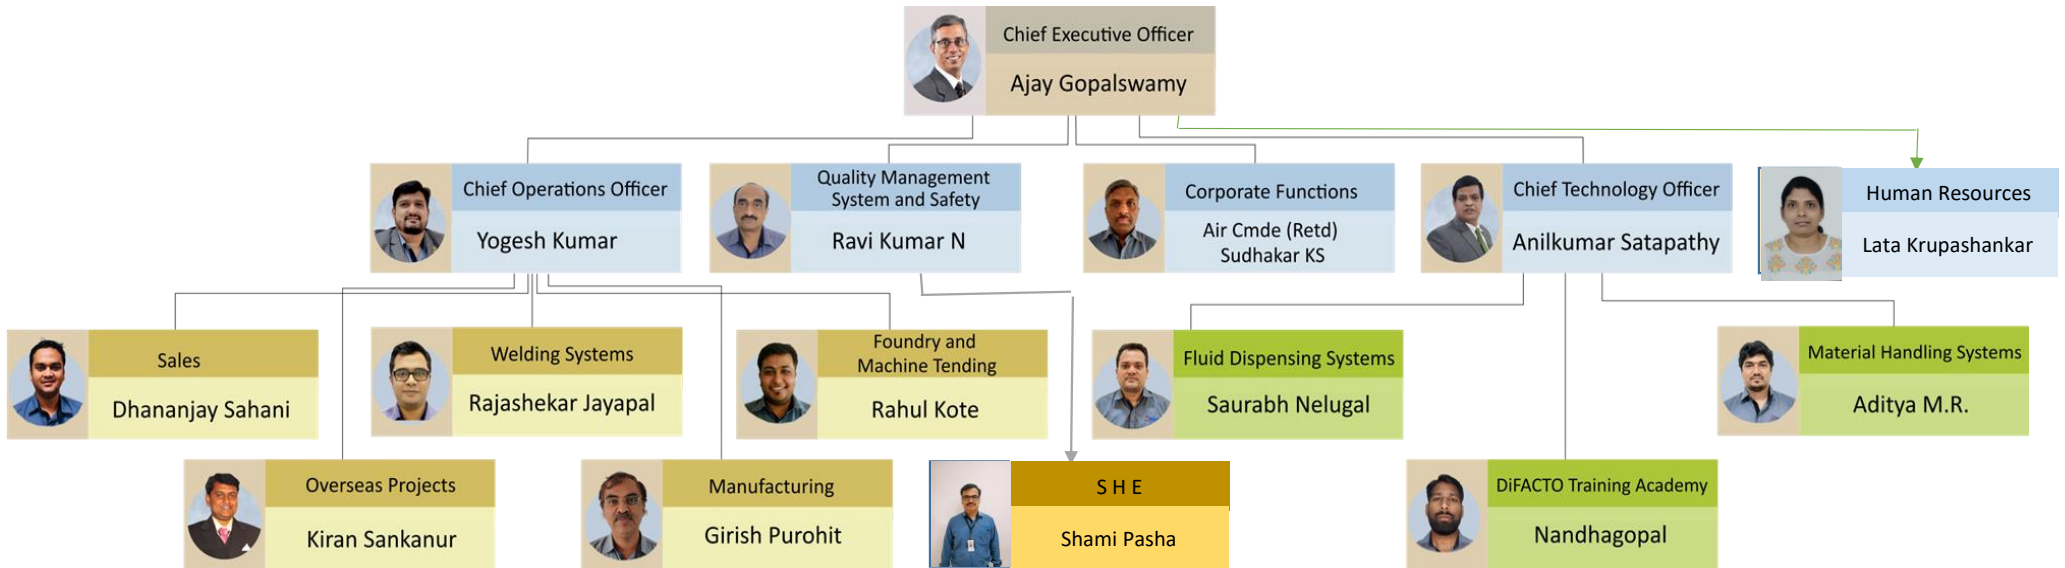 Chief Executive Officer
Ajay Gopalswamy
Chief Operations Officer
Yogesh Kumar
Quality Management
System and Safety
Ravi Kumar N
Corporate Functions
Air Cmde (Retd)
Sudhakar KS
Chief Technology Officer
Anilkumar Satapathy
Human Resources
Lata Krupashankar
Sales
Dhananjay Sahani
Welding Systems
Rajashekar Jayapal
Foundry and
Machine Tending
Rahul Kote
Fluid Dispensing Systems
Saurabh Nelugal
Material Handling Systems
Aditya M.R.
Overseas Projects
Kiran Sankanur
Manufacturing
Girish Purohit
S H E
Shami Pasha
DiFACTO Training Academy
Nandhagopal